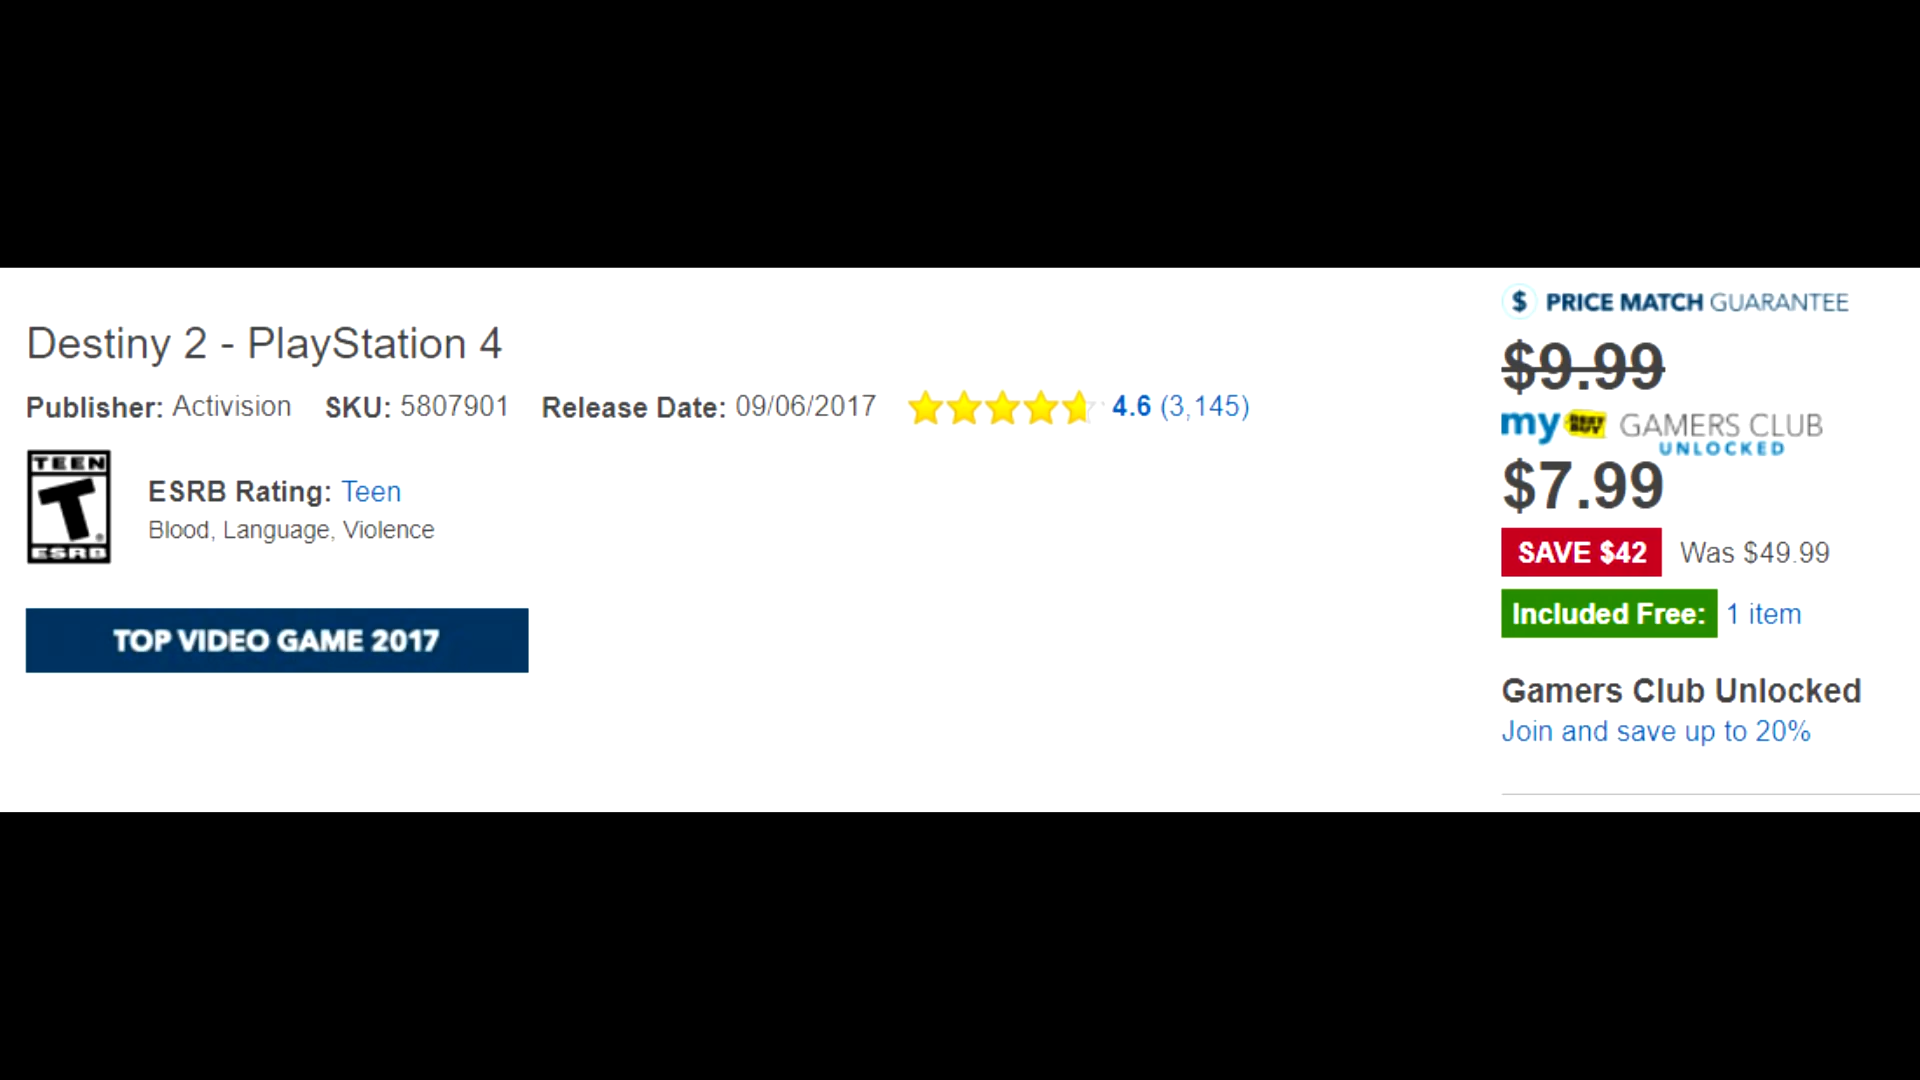 Destiny 2 - PlayStation 4
Publisher: Activision SKU: 5807901 Release Date: 09/06/2017 4.6 (3,145)
TEEN
T
ESRB
ESRB Rating: Teen
Blood, Language, Violence
TOP VIDEO GAME 2017
$ PRICE MATCH GUARANTEE
$9.99
my BEST BUY GAMERS CLUB
UNLOCKED
$7.99
SAVE $42 Was $49.99
Included Free: 1 item
Gamers Club Unlocked
Join and save up to 20%